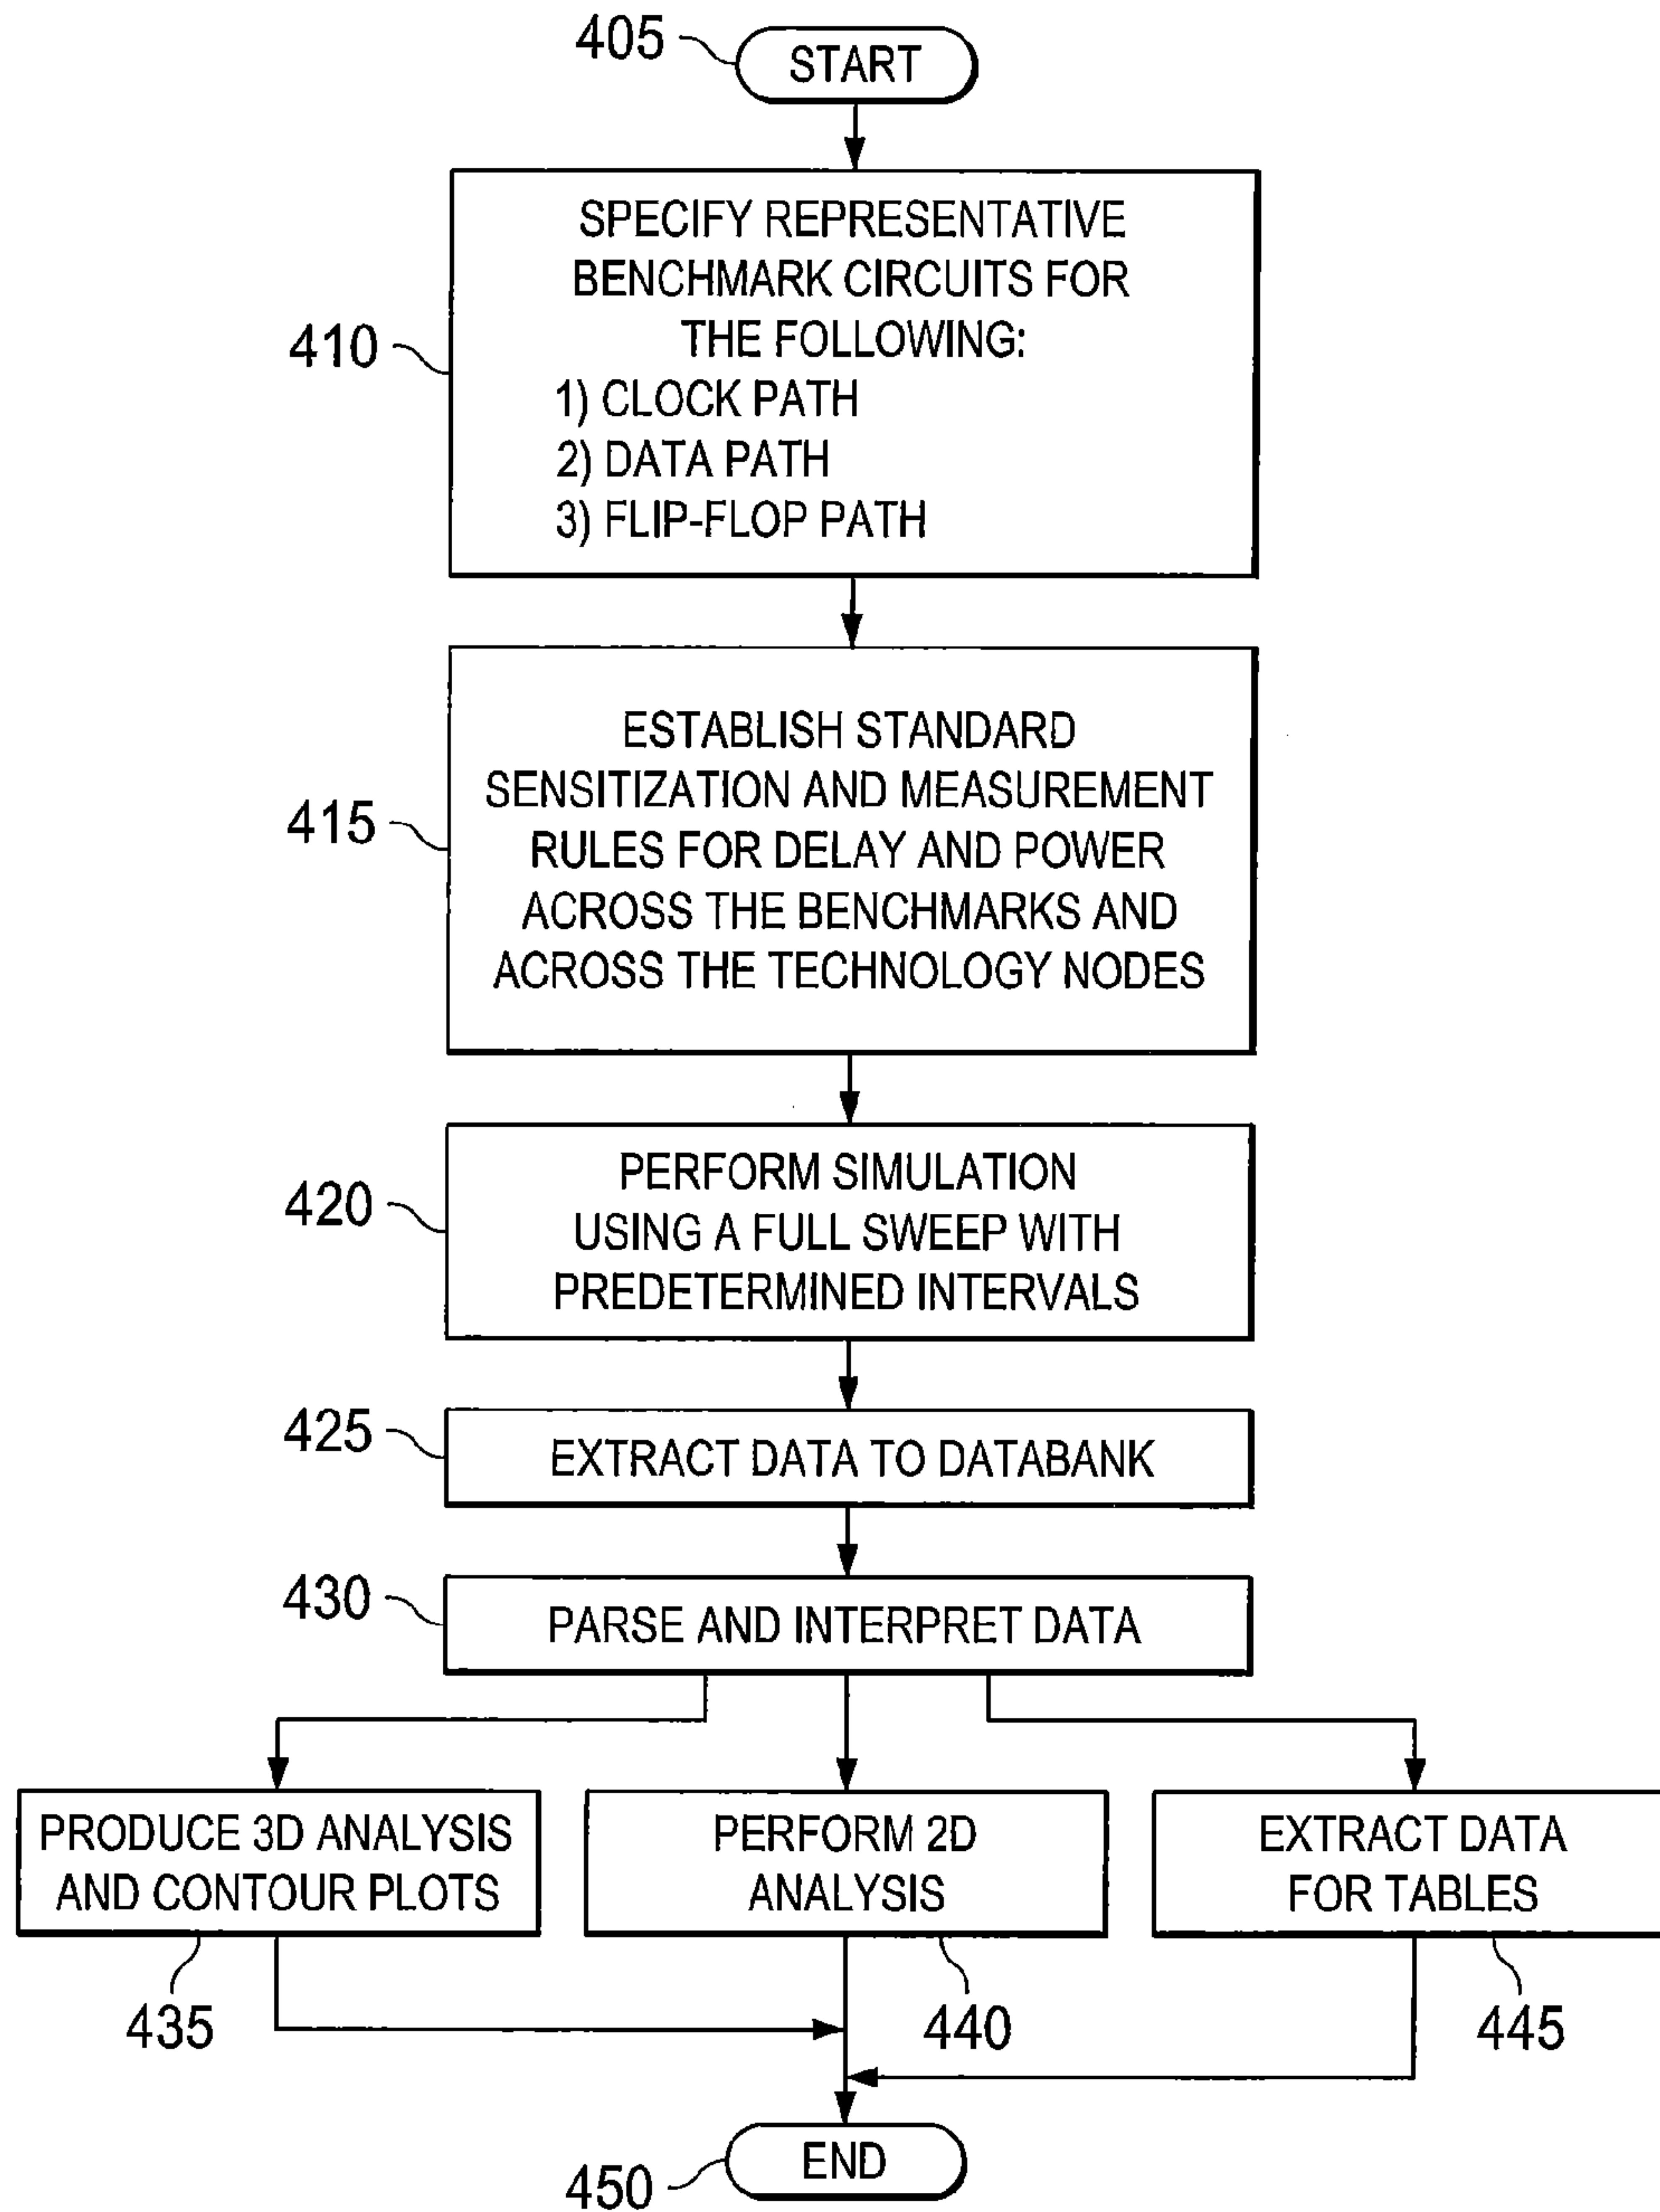 405
START
410
SPECIFY REPRESENTATIVE
BENCHMARK CIRCUITS FOR
THE FOLLOWING:
1) CLOCK PATH
2) DATA PATH
3) FLIP-FLOP PATH
415
ESTABLISH STANDARD
SENSITIZATION AND MEASUREMENT
RULES FOR DELAY AND POWER
ACROSS THE BENCHMARKS AND
ACROSS THE TECHNOLOGY NODES
420
PERFORM SIMULATION
USING A FULL SWEEP WITH
PREDETERMINED INTERVALS
425
EXTRACT DATA TO DATABANK
430
PARSE AND INTERPRET DATA
PRODUCE 3D ANALYSIS
AND CONTOUR PLOTS
435
PERFORM 2D
ANALYSIS
440
EXTRACT DATA
FOR TABLES
445
450
END